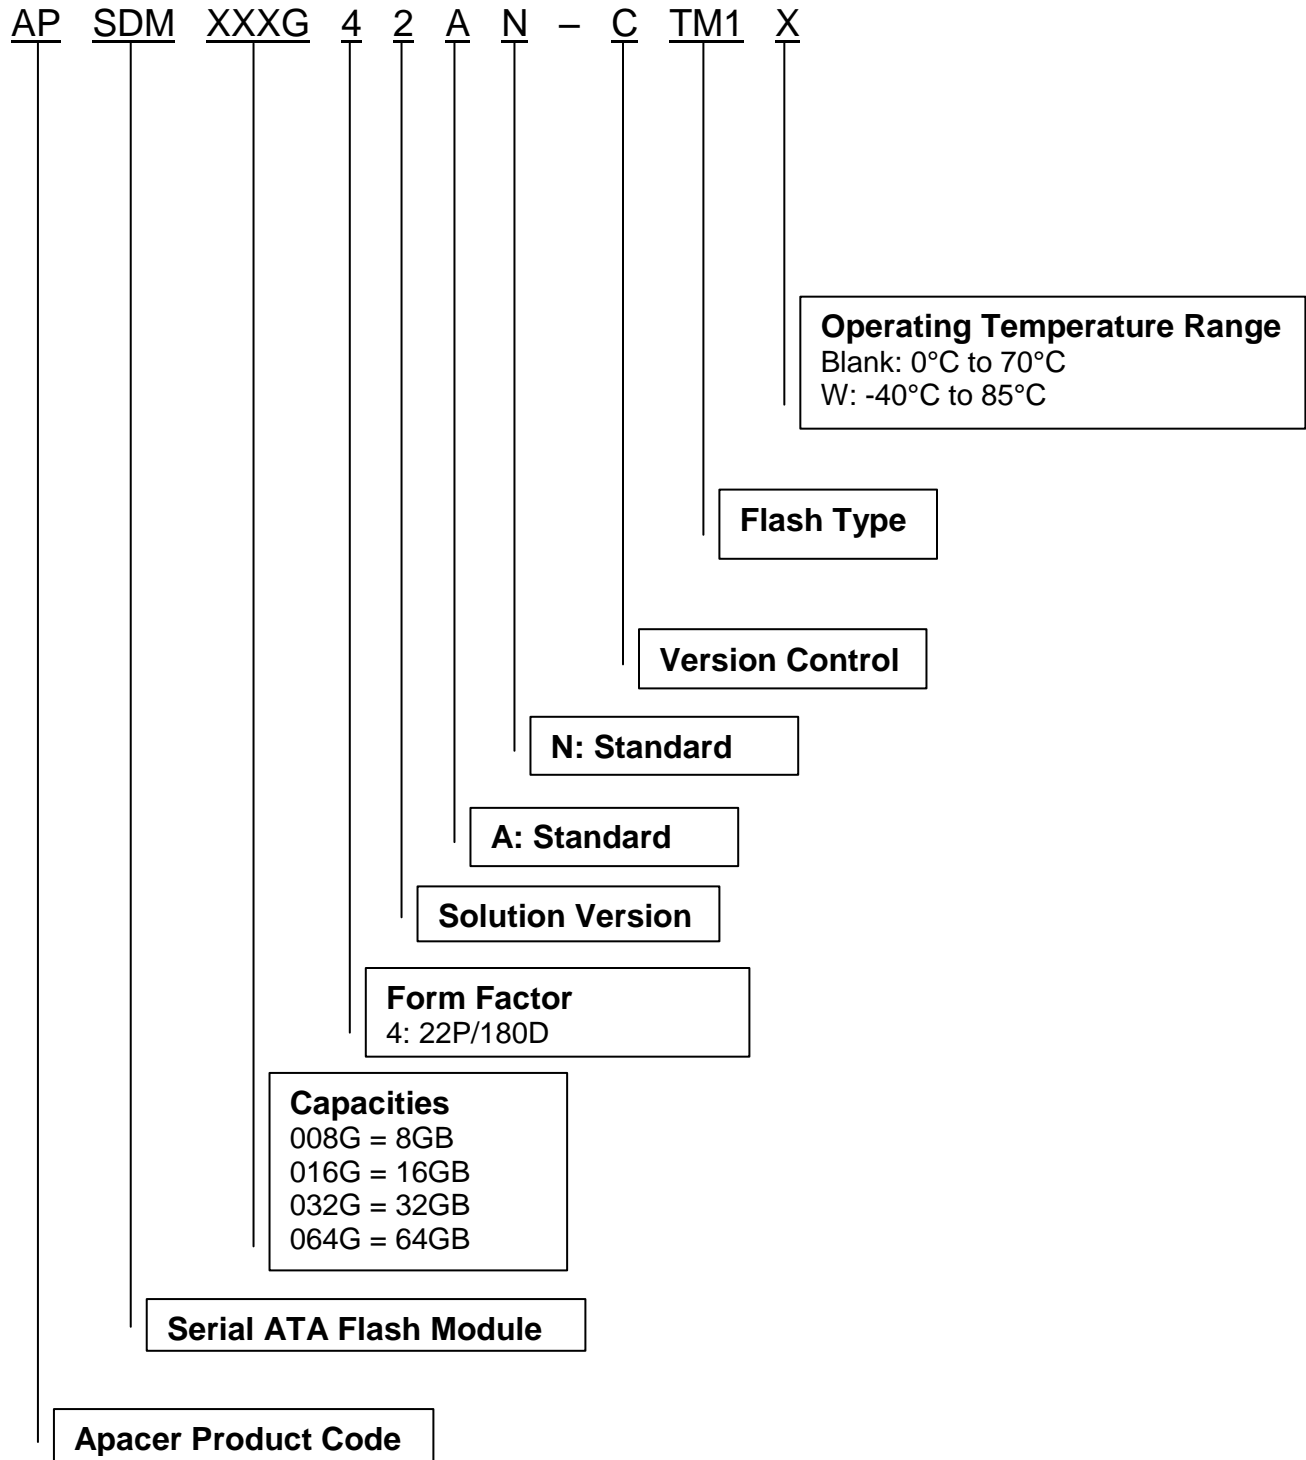 AP SDM XXXG 4 2 A N – C TM1 X
Operating Temperature Range
Blank: 0°C to 70°C
W: -40°C to 85°C
Flash Type
Version Control
N: Standard
A: Standard
Solution Version
Form Factor
4: 22P/180D
Capacities
008G = 8GB
016G = 16GB
032G = 32GB
064G = 64GB
Serial ATA Flash Module
Apacer Product Code